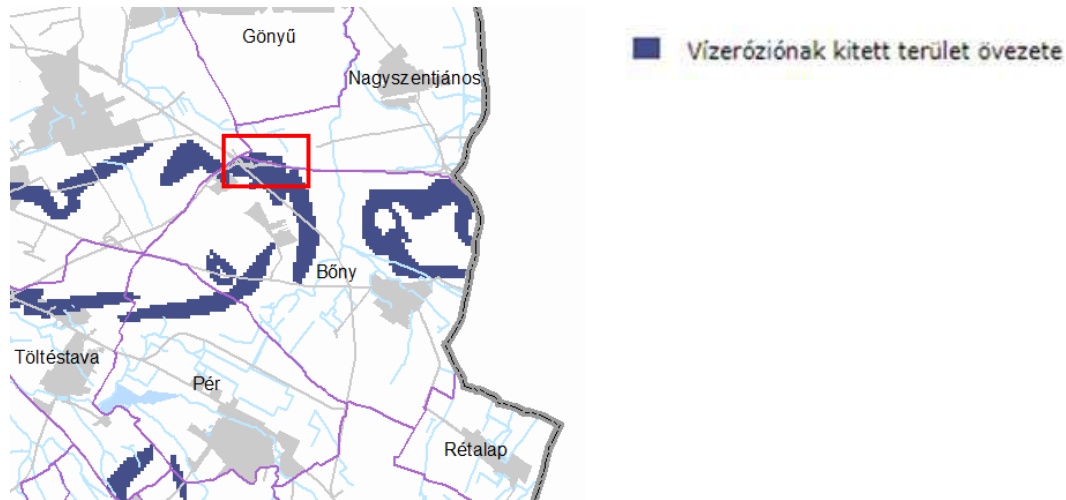 Gönyű
Nagyszentjános
Bőny
Töltéstava
Pér
Rétalap
Vízeróziónak kitett terület övezete